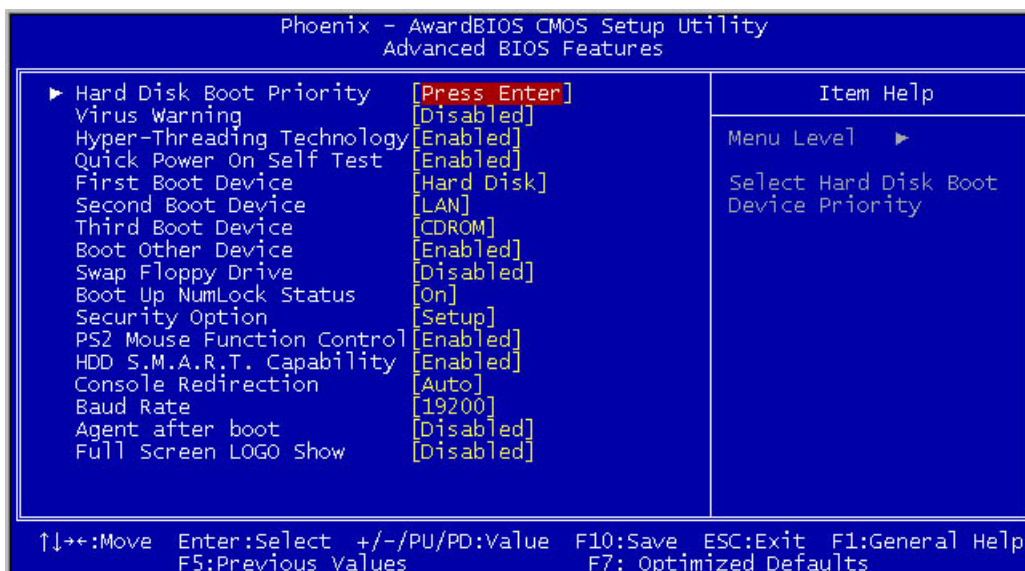 Phoenix - AwardBIOS CMOS Setup Utility
Advanced BIOS Features
► Hard Disk Boot Priority [Press Enter]
Virus Warning [Disabled]
Hyper-Threading Technology[Enabled]
Quick Power On Self Test [Enabled]
First Boot Device [Hard Disk]
Second Boot Device [LAN]
Third Boot Device [CDROM]
Boot Other Device [Enabled]
Swap Floppy Drive [Disabled]
Boot Up NumLock Status [On]
Security Option [Setup]
PS2 Mouse Function Control[Enabled]
HDD S.M.A.R.T. Capability [Enabled]
Console Redirection [Auto]
Baud Rate [19200]
Agent after boot [Disabled]
Full Screen LOGO Show [Disabled]
Item Help
Menu Level ►
Select Hard Disk Boot
Device Priority
↑↓→←:Move Enter:Select +/-/PU/PD:Value F10:Save ESC:Exit F1:General Help
F5:Previous Values F7: Optimized Defaults